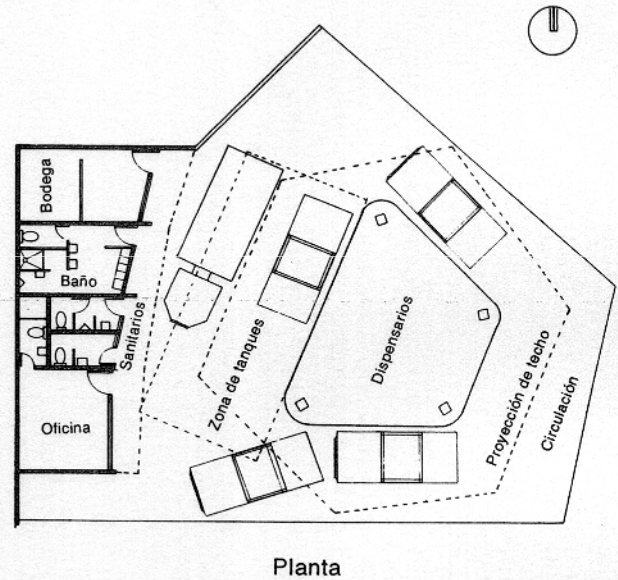 Bodega
Baño
Sanitarios
Oficina
Zona de tanques
Dispensarios
Proyección de techo
Circulación
Planta